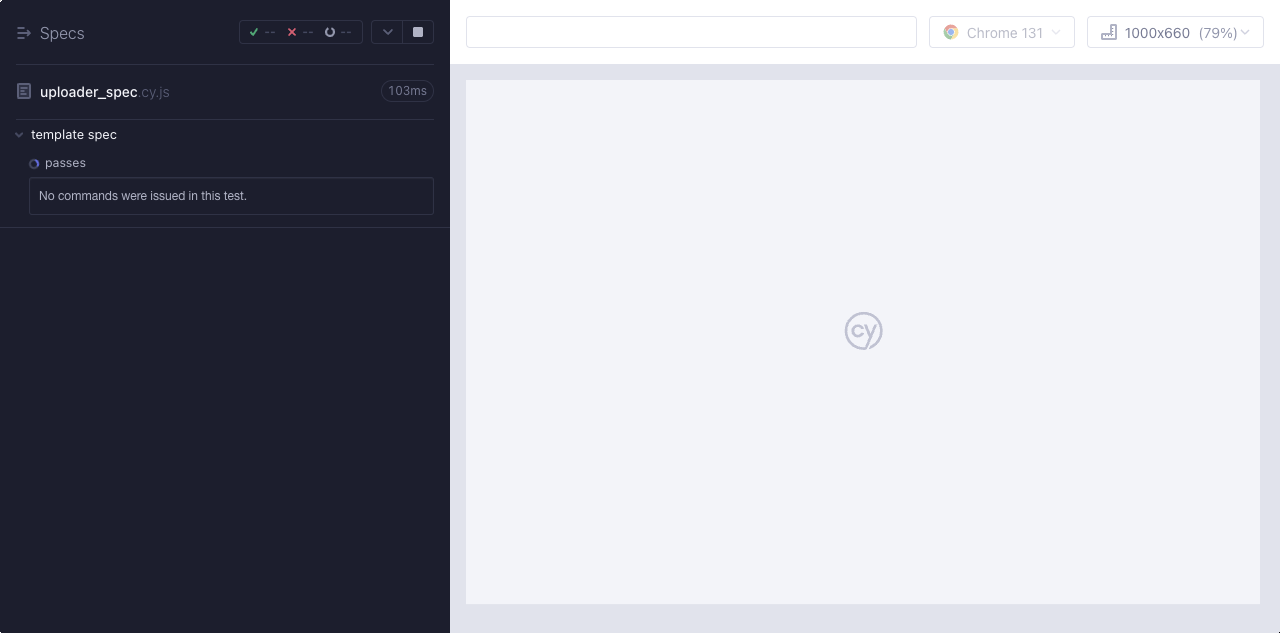 Specs -- -- --
uploader_spec.cy.js 103ms
template spec
passes
No commands were issued in this test.
Chrome 131 1000x660 (79%)
cy